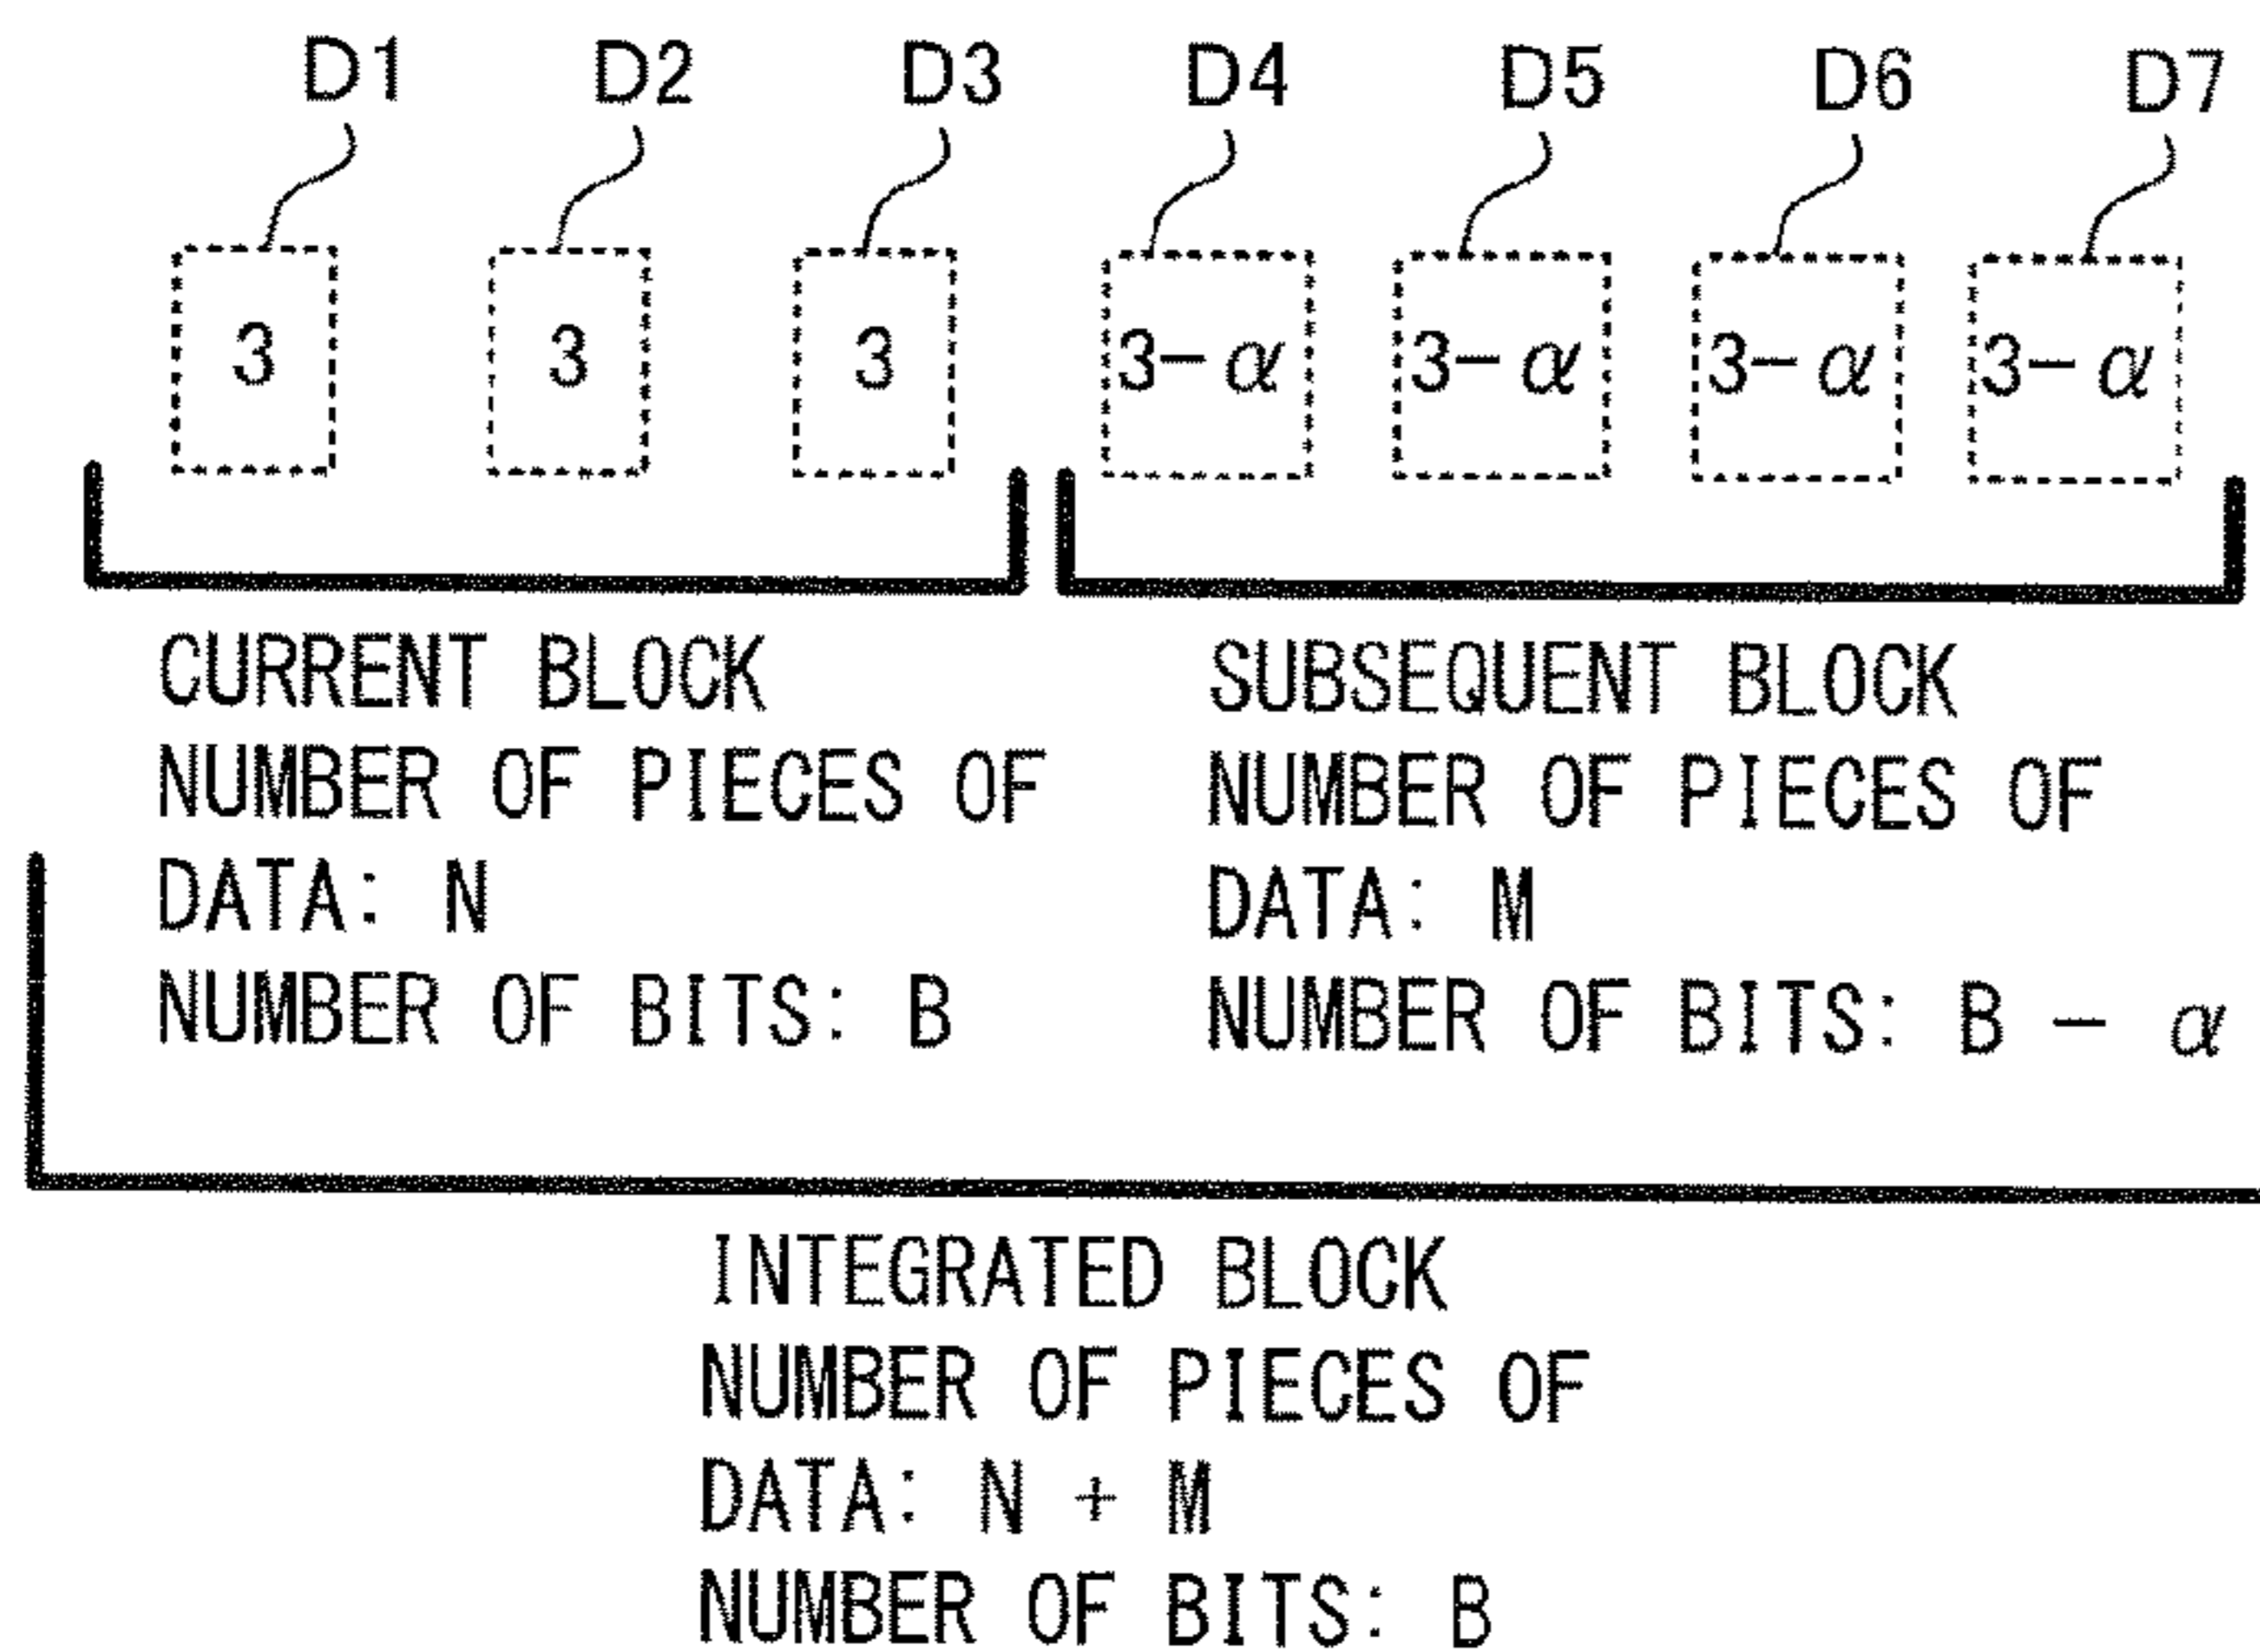 D1 D2 D3 D4 D5 D6 D7
3 3 3 3-α 3-α 3-α 3-α
CURRENT BLOCK
NUMBER OF PIECES OF
DATA: N
NUMBER OF BITS: B
SUBSEQUENT BLOCK
NUMBER OF PIECES OF
DATA: M
NUMBER OF BITS: B - α
INTEGRATED BLOCK
NUMBER OF PIECES OF
DATA: N + M
NUMBER OF BITS: B